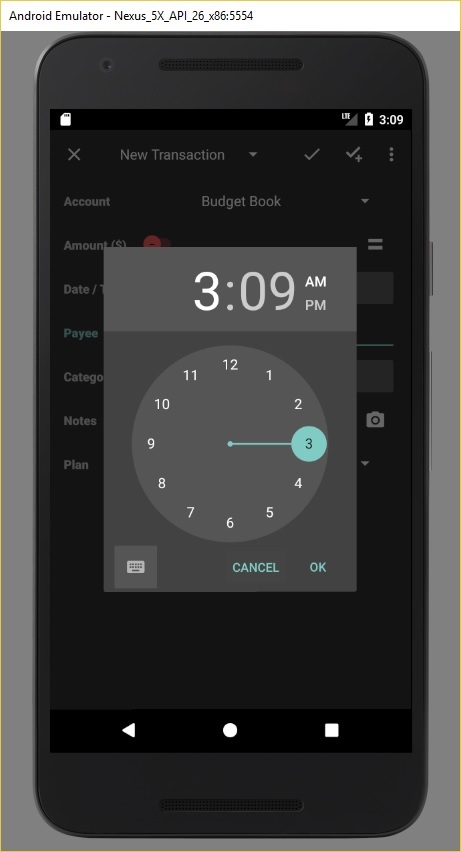 Android Emulator - Nexus_5X_API_26_x86:5554
LTE 3:09
New Transaction
Account Budget Book
Amount ($)
Date / T
3:09 AM
PM
Payee
Catego
Notes
Plan
12
11 1
10 2
9 3
8 4
7 5
6
CANCEL OK